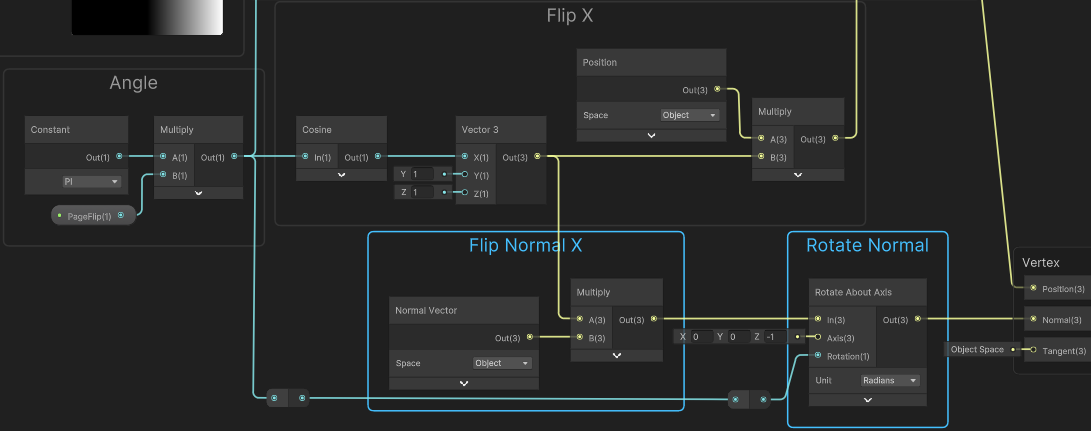 Flip X
Angle
Position
Out(3)
Space Object
Constant
Out(1)
PI
PageFlip(1)
Multiply
A(1) Out(1)
B(1)
Cosine
In(1) Out(1)
Vector 3
X(1) Out(3)
Y 1 Y(1)
Z 1 Z(1)
Multiply
A(3) Out(3)
B(3)
Flip Normal X
Normal Vector
Out(3)
Space Object
Multiply
A(3) Out(3)
B(3)
Rotate Normal
Rotate About Axis
In(3) Out(3)
X 0 Y 0 Z -1 Axis(3)
Rotation(1)
Unit Radians
Vertex
Position(3)
Normal(3)
Object Space Tangent(3)